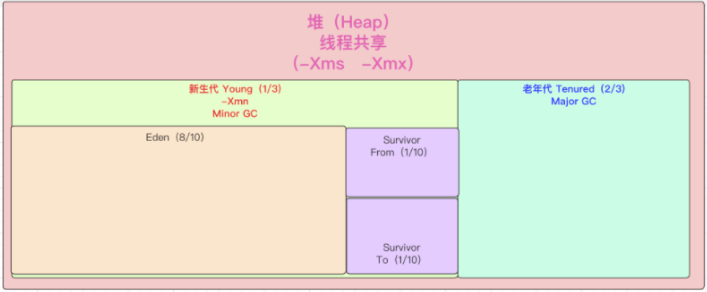 堆（Heap）
线程共享
（-Xms -Xmx）
新生代 Young（1/3）
-Xmn
Minor GC
老年代 Tenured（2/3）
Major GC
Eden（8/10）
Survivor
From（1/10）
Survivor
To（1/10）